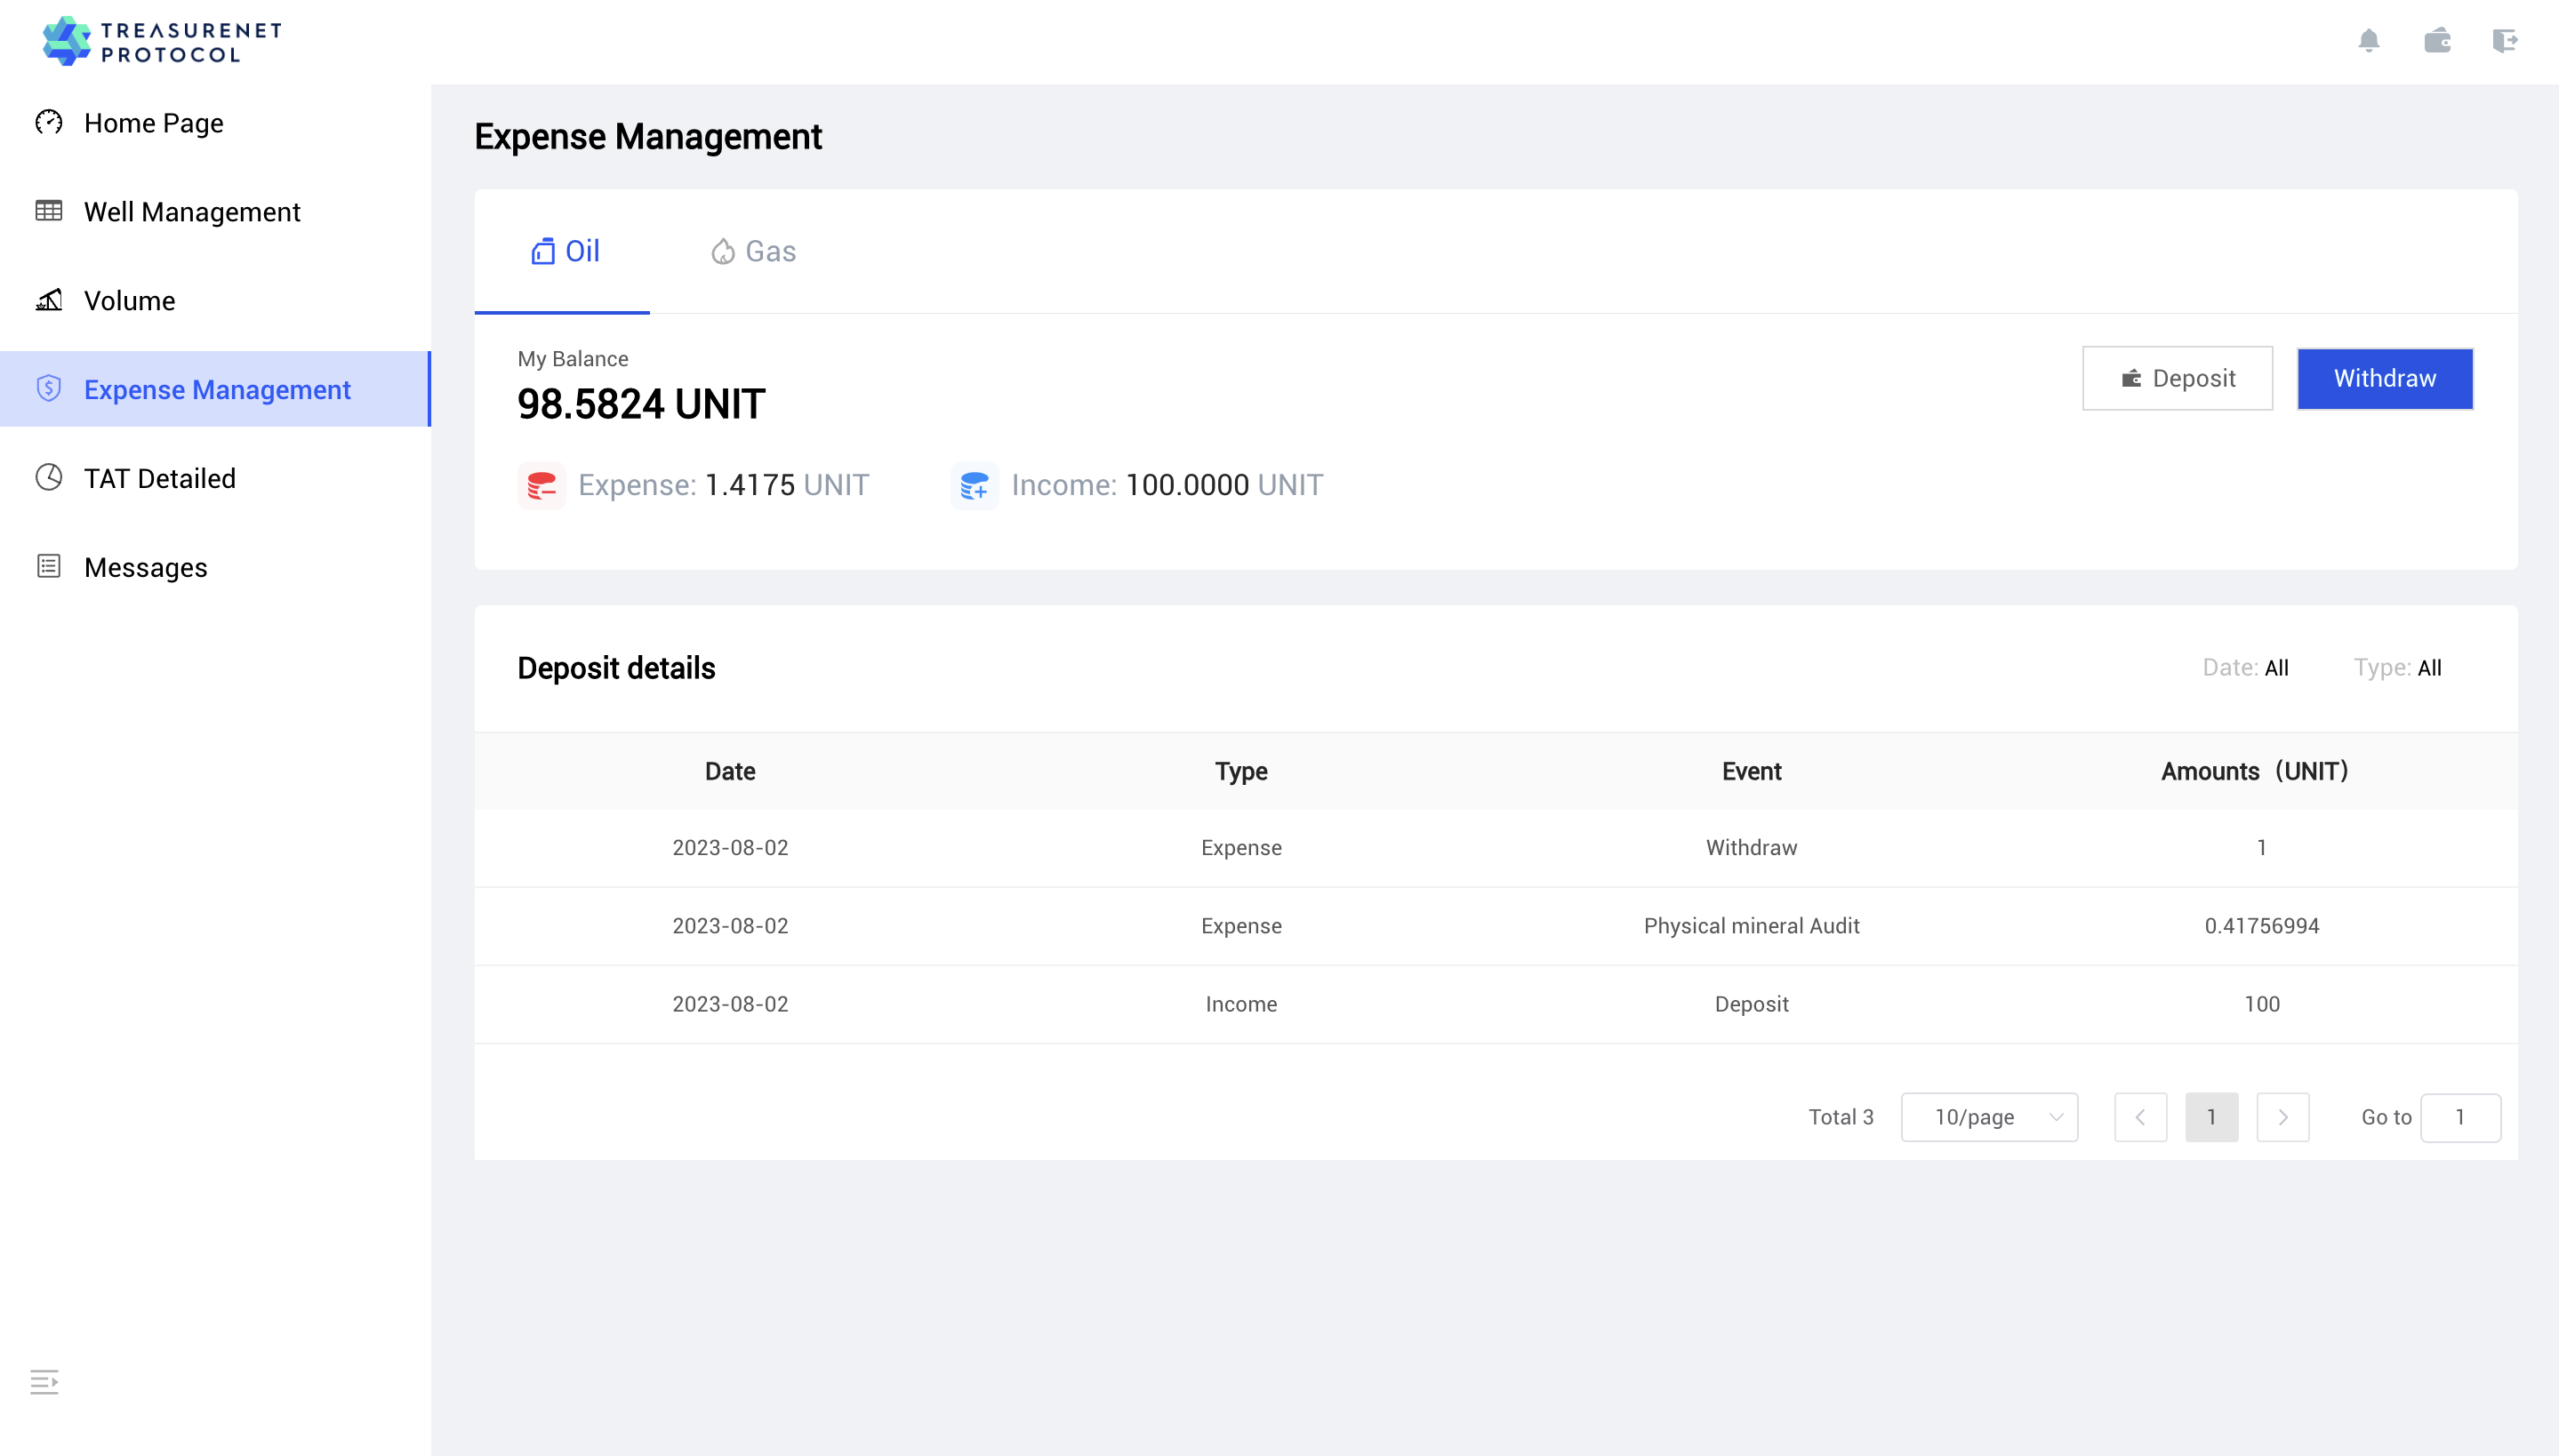 TREASURENET
PROTOCOL
Home Page
Well Management
Volume
Expense Management
TAT Detailed
Messages
Expense Management
Oil
Gas
My Balance
98.5824 UNIT
Deposit
Withdraw
Expense: 1.4175 UNIT
Income: 100.0000 UNIT
Deposit details
Date: All
Type: All
Date Type Event Amounts（UNIT）
2023-08-02 Expense Withdraw 1
2023-08-02 Expense Physical mineral Audit 0.41756994
2023-08-02 Income Deposit 100
Total 3 10/page 1 Go to 1